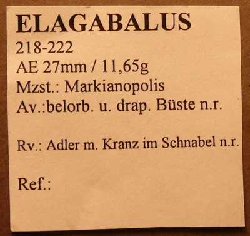 ELAGABALUS
218-222
AE 27mm / 11,65g
Mzst.: Markianopolis
Av.:belorb. u. drap. Büste n.r.
Rv.: Adler m. Kranz im Schnabel n.r.
Ref.: